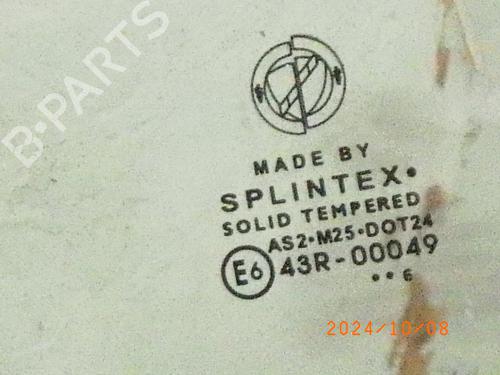 B-PARTS
MADE BY
SPLINTEX•
SOLID TEMPERED
AS2•M25•DOT24
E6 43R-00049
••6
2024/10/08